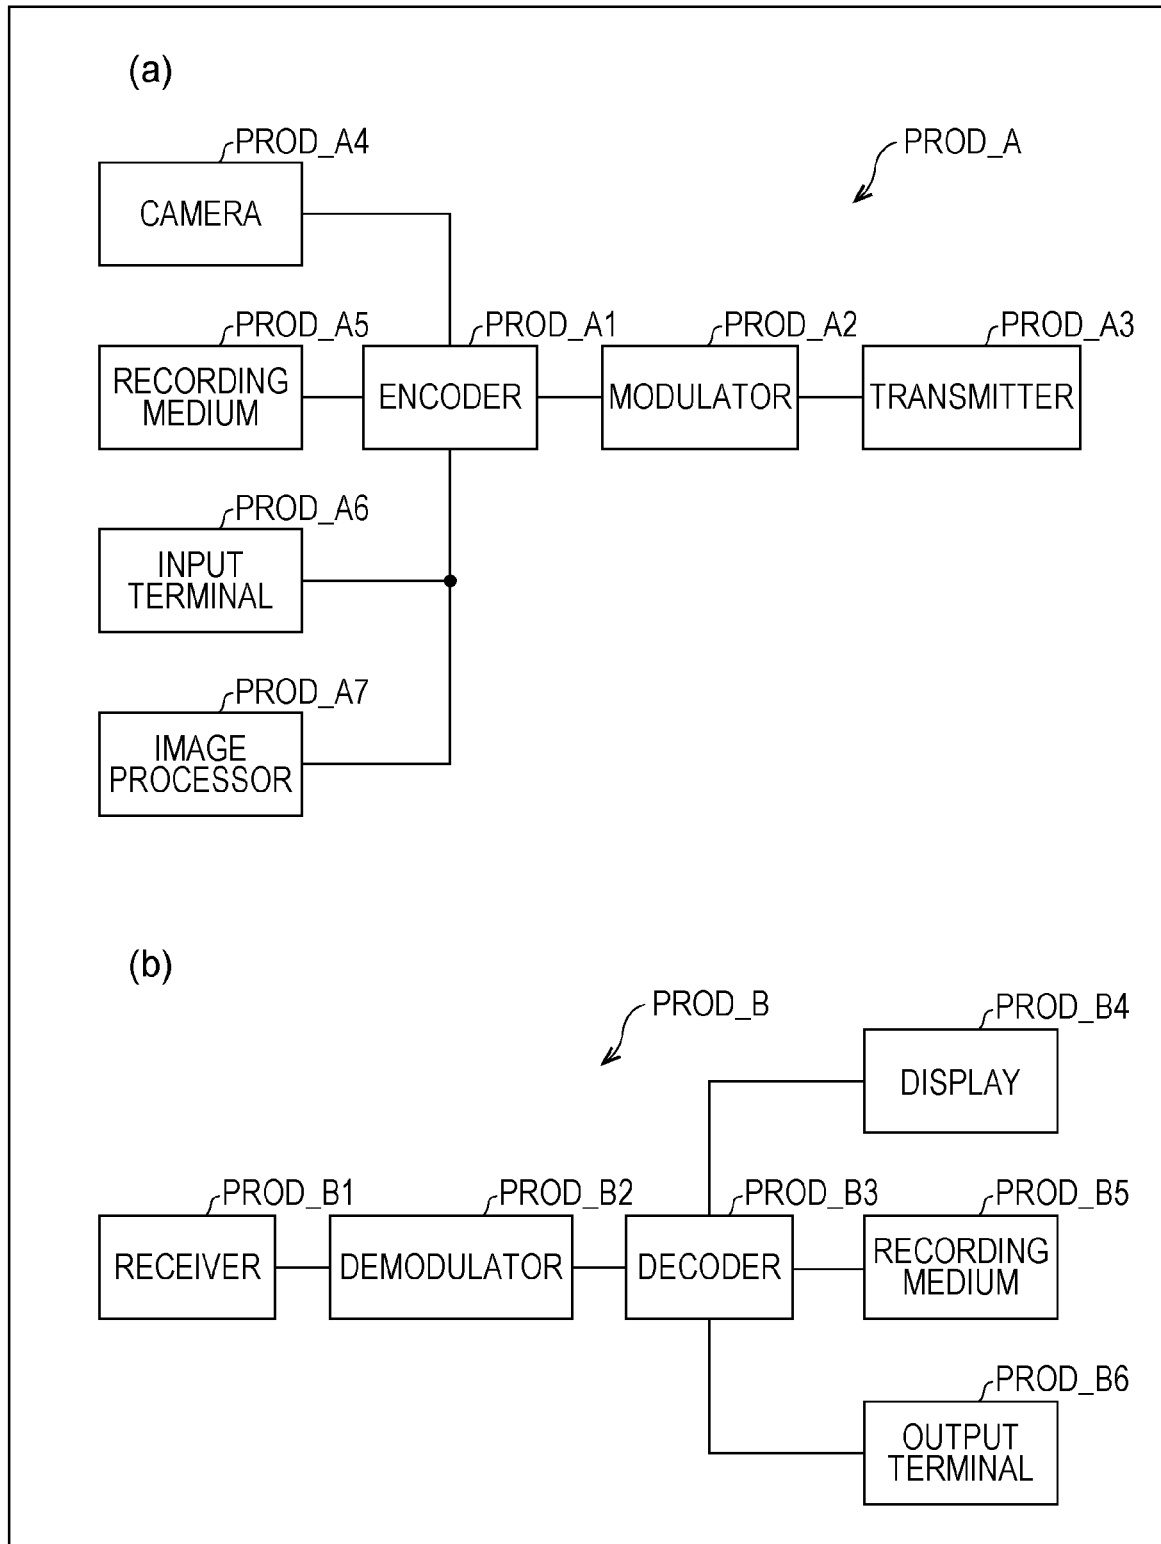 (a)
PROD_A4
PROD_A
CAMERA
PROD_A5
PROD_A1
PROD_A2
PROD_A3
RECORDING
MEDIUM
ENCODER
MODULATOR
TRANSMITTER
PROD_A6
INPUT
TERMINAL
PROD_A7
IMAGE
PROCESSOR
(b)
PROD_B
PROD_B4
DISPLAY
PROD_B1
PROD_B2
PROD_B3
PROD_B5
RECEIVER
DEMODULATOR
DECODER
RECORDING
MEDIUM
PROD_B6
OUTPUT
TERMINAL